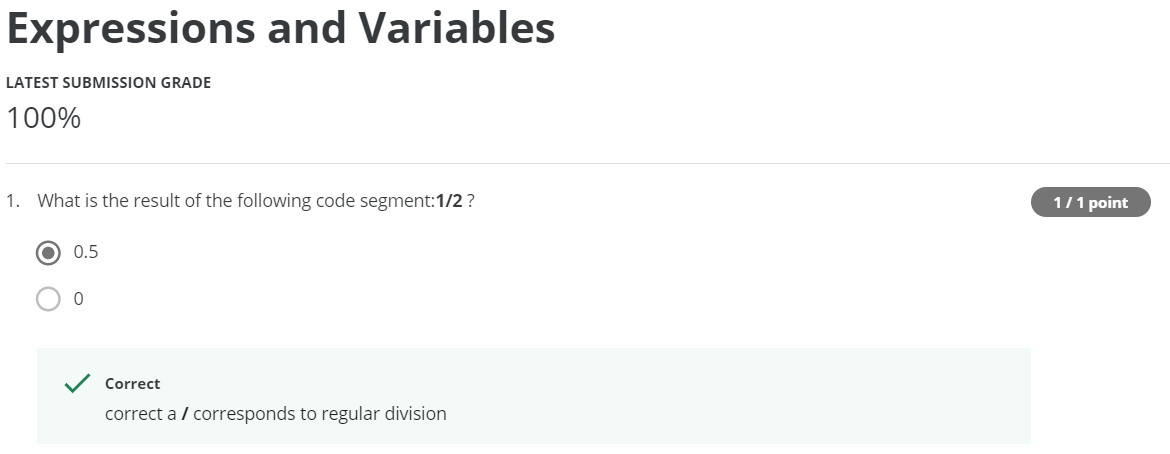 Expressions and Variables
LATEST SUBMISSION GRADE
100%
1. What is the result of the following code segment:1/2 ?
1 / 1 point
0.5
0
Correct
correct a / corresponds to regular division